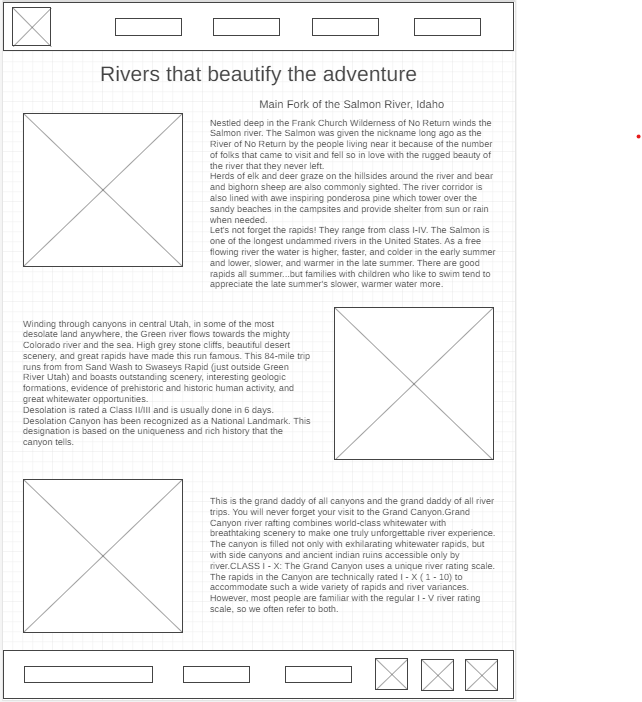 Rivers that beautify the adventure
Main Fork of the Salmon River, Idaho
Nestled deep in the Frank Church Wilderness of No Return winds the
Salmon river. The Salmon was given the nickname long ago as the
River of No Return by the people living near it because of the number
of folks that came to visit and fell so in love with the rugged beauty of
the river that they never left.
Herds of elk and deer graze on the hillsides around the river and bear
and bighorn sheep are also commonly sighted. The river corridor is
also lined with awe inspiring ponderosa pine which tower over the
sandy beaches in the campsites and provide shelter from sun or rain
when needed.
Let's not forget the rapids! They range from class I-IV. The Salmon is
one of the longest undammed rivers in the United States. As a free
flowing river the water is higher, faster, and colder in the early summer
and lower, slower, and warmer in the late summer. There are good
rapids all summer...but families with children who like to swim tend to
appreciate the late summer's slower, warmer water more.
Winding through canyons in central Utah, in some of the most
desolate land anywhere, the Green river flows towards the mighty
Colorado river and the sea. High grey stone cliffs, beautiful desert
scenery, and great rapids have made this run famous. This 84-mile trip
runs from from Sand Wash to Swaseys Rapid (just outside Green
River Utah) and boasts outstanding scenery, interesting geologic
formations, evidence of prehistoric and historic human activity, and
great whitewater opportunities.
Desolation is rated a Class II/III and is usually done in 6 days.
Desolation Canyon has been recognized as a National Landmark. This
designation is based on the uniqueness and rich history that the
canyon tells.
This is the grand daddy of all canyons and the grand daddy of all river
trips. You will never forget your visit to the Grand Canyon.Grand
Canyon river rafting combines world-class whitewater with
breathtaking scenery to make one truly unforgettable river experience.
The canyon is filled not only with exhilarating whitewater rapids, but
with side canyons and ancient indian ruins accessible only by
river.CLASS I - X: The Grand Canyon uses a unique river rating scale.
The rapids in the Canyon are technically rated I - X ( 1 - 10) to
accommodate such a wide variety of rapids and river variances.
However, most people are familiar with the regular I - V river rating
scale, so we often refer to both.